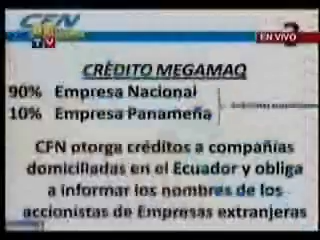 CFN
TV
EN VIVO
CRÉDITO MEGAMAQ
90% Empresa Nacional
10% Empresa Panameña
CFN otorga créditos a compañías
domiciliadas en el Ecuador y obliga
a informar los nombres de los
accionistas de Empresas extranjeras